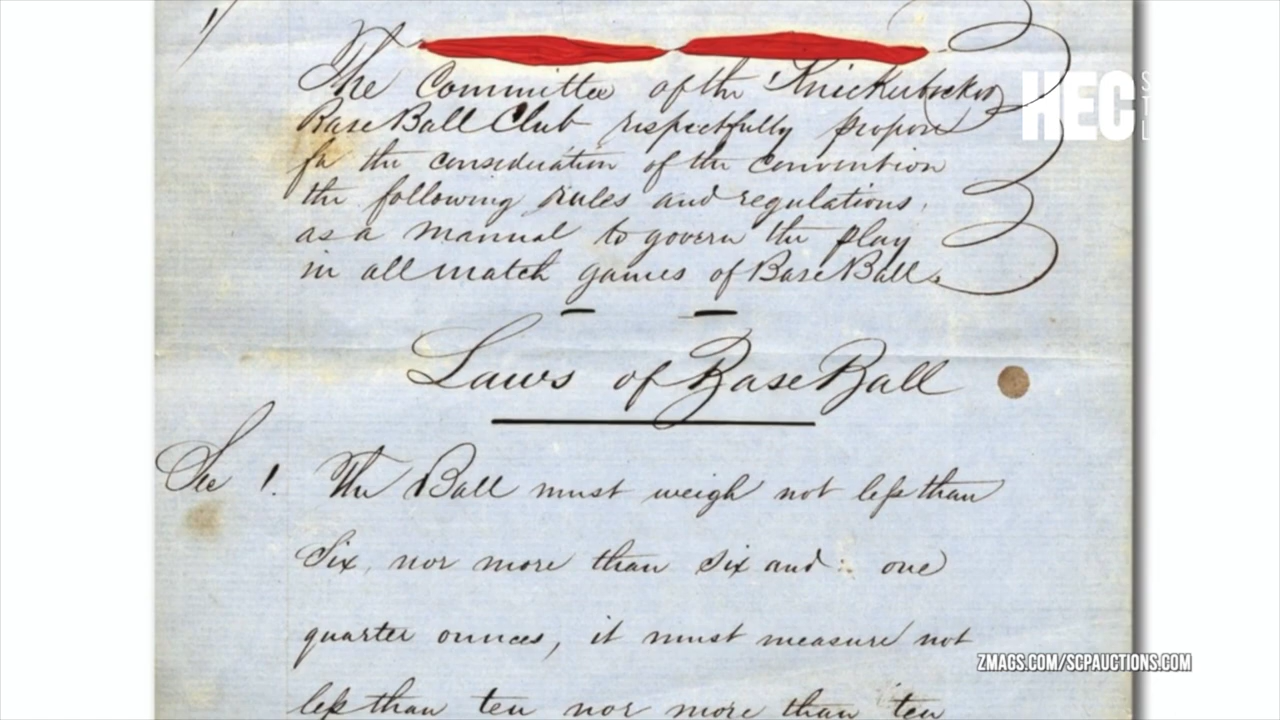 1/
The Committee of the Knickerbocker
Base Ball Club respectfully propose
for the consideration of the convention
the following rules and regulations,
as a manual to govern the play
in all match games of Base Ball.
Laws of Base Ball
Sec 1. The Ball must weigh not less than
Six, nor more than six and one
quarter ounces, it must measure not
less than ten nor more than ten
HEC
ZMAGS.COM/SCPAUCTIONS.COM